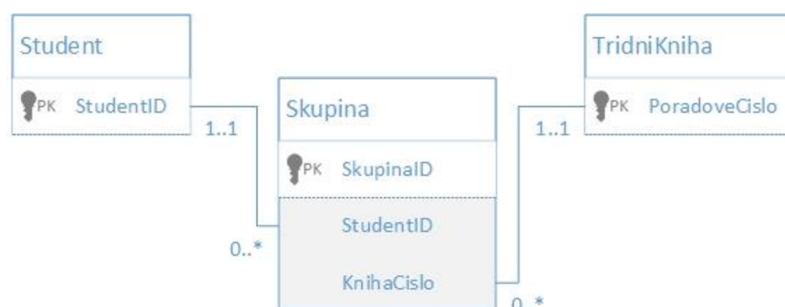 Student
PK StudentID
1..1
0..*
Skupina
PK SkupinaID
StudentID
KnihaCislo
TridniKniha
PK PoradoveCislo
1..1
0..*